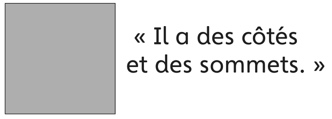 « Il a des côtés
et des sommets. »